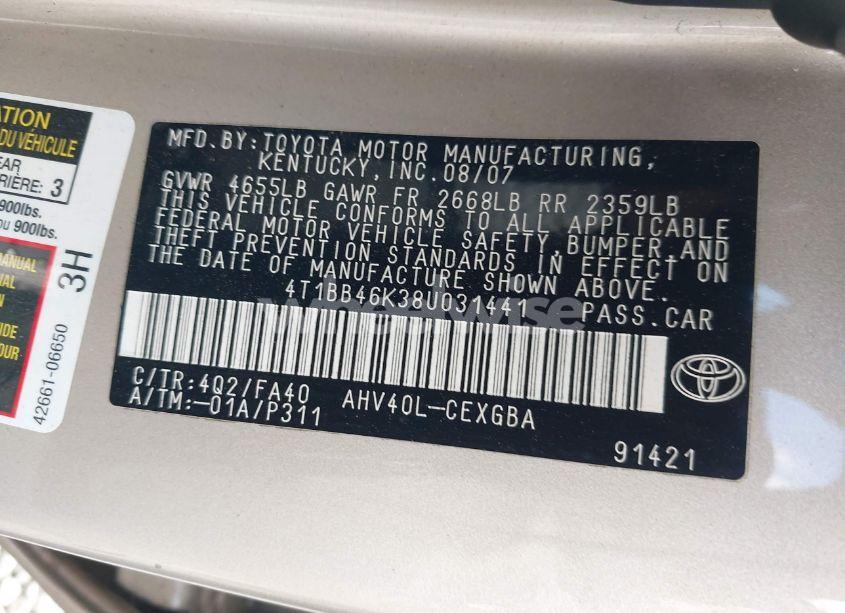 ATION
DU VÉHICULE
EAR
RRIÈRE: 3
900lbs.
ou 900lbs.
MANUAL
3H
42661-06650
MFD. BY: TOYOTA MOTOR MANUFACTURING,
KENTUCKY, INC. 08/07
GVWR 4655LB GAWR FR 2668LB RR 2359LB
THIS VEHICLE CONFORMS TO ALL APPLICABLE
FEDERAL MOTOR VEHICLE SAFETY, BUMPER, AND
THEFT PREVENTION STANDARDS IN EFFECT ON
THE DATE OF MANUFACTURE SHOWN ABOVE.
4T1BB46K38U031441 PASS. CAR
C/TR: 4Q2/FA40
A/TM: -01A/P311 AHV40L-CEXGBA
91421